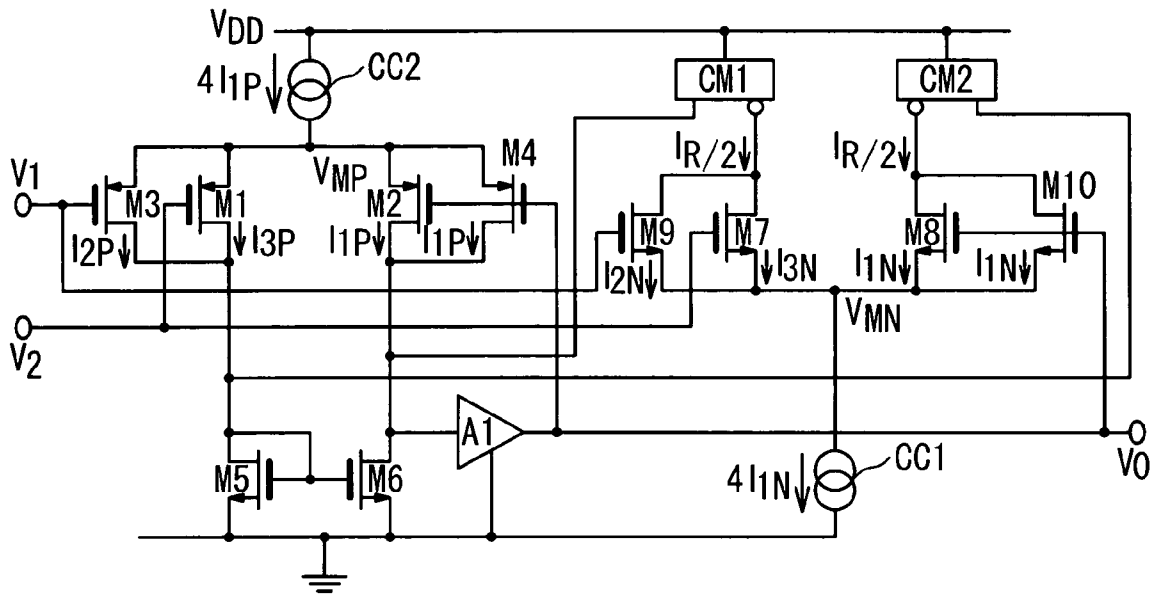 VDD
4I1P
CC2
CM1
CM2
V1
VMP
M4
IR/2
IR/2
M3
M1
M2
M9
M7
M8
M10
I2P
I3P
I1P
I1P
I2N
I3N
I1N
I1N
VMN
V2
A1
M5
M6
4I1N
CC1
VO